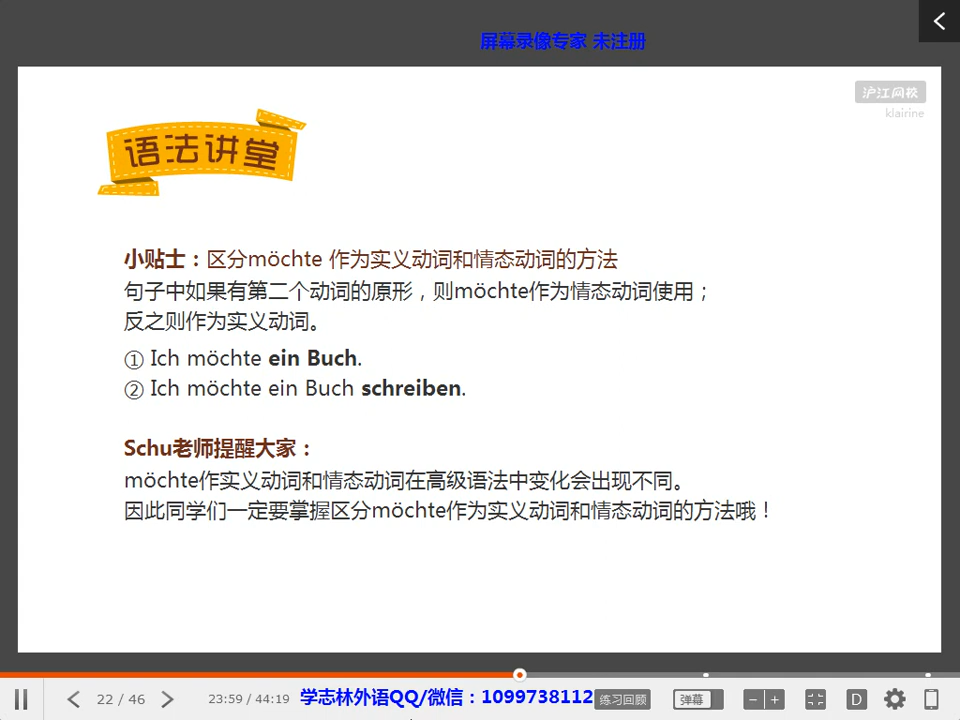 屏幕录像专家 未注册
沪江网校
klairine
语法讲堂
小贴士：区分möchte 作为实义动词和情态动词的方法
句子中如果有第二个动词的原形，则möchte作为情态动词使用；
反之则作为实义动词。
① Ich möchte ein Buch.
② Ich möchte ein Buch schreiben.
Schu老师提醒大家：
möchte作实义动词和情态动词在高级语法中变化会出现不同。
因此同学们一定要掌握区分möchte作为实义动词和情态动词的方法哦！
22 / 46 23:59 / 44:19 学志林外语QQ/微信：1099738112 练习回顾 弹幕 D